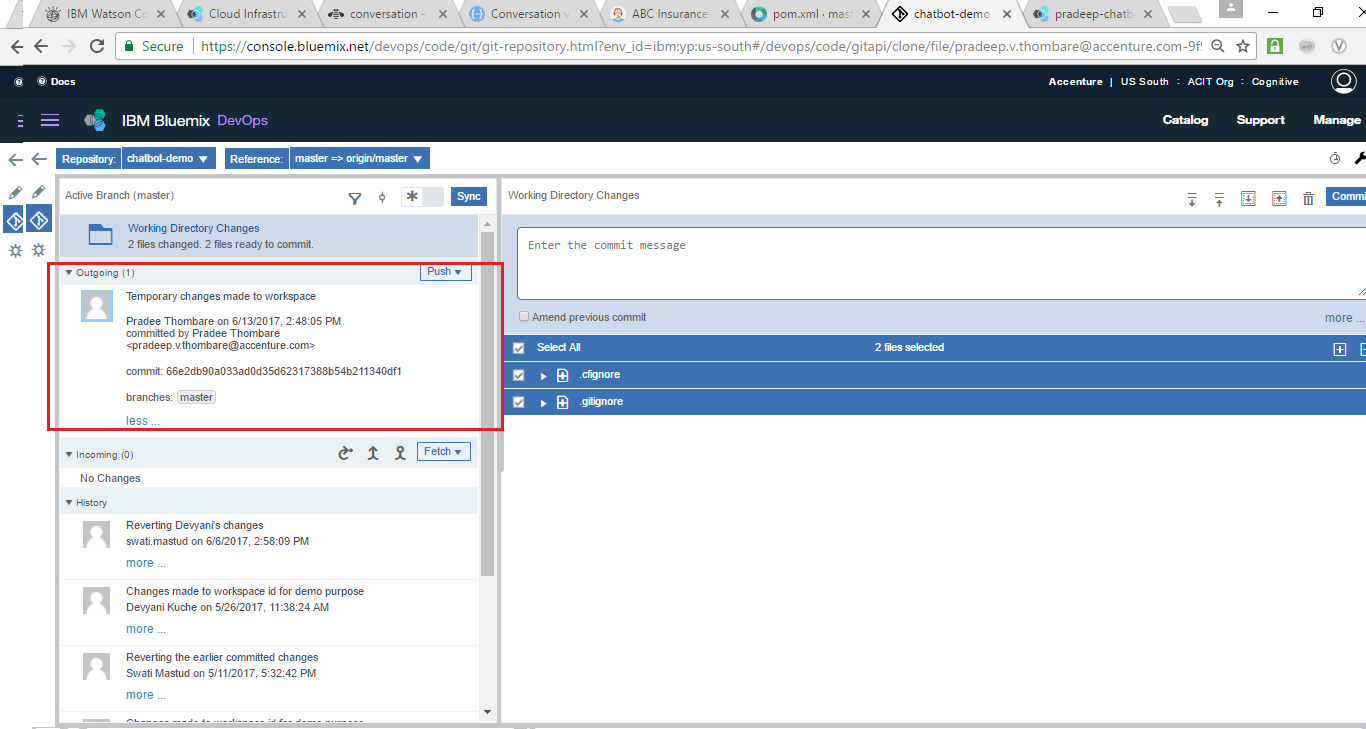 IBM Watson Co
Cloud Infrastru
conversation -
Conversation v
ABC Insurance
pom.xml · mast
chatbot-demo
pradeep-chatb
Secure
https://console.bluemix.net/devops/code/git/git-repository.html?env_id=ibm:yp:us-south#/devops/code/gitapi/clone/file/pradeep.v.thombare@accenture.com-9f
Docs
Accenture | US South : ACIT Org : Cognitive
IBM Bluemix DevOps
Catalog Support Manage
Repository: chatbot-demo Reference: master => origin/master
Active Branch (master)
Sync
Working Directory Changes
2 files changed. 2 files ready to commit.
Outgoing (1)
Push
Temporary changes made to workspace
Pradee Thombare on 6/13/2017, 2:48:05 PM
committed by Pradee Thombare
<pradeep.v.thombare@accenture.com>
commit: 66e2db90a033ad0d35d62317388b54b211340df1
branches: master
less ...
Incoming (0)
Fetch
No Changes
History
Reverting Devyani's changes
swati.mastud on 6/6/2017, 2:58:09 PM
more ...
Changes made to workspace id for demo purpose
Devyani Kuche on 5/26/2017, 11:38:24 AM
more ...
Reverting the earlier committed changes
Swati Mastud on 5/11/2017, 5:32:42 PM
more ...
Changes made to workspace id for demo purpose
Working Directory Changes
Commi
Enter the commit message
Amend previous commit
more ...
Select All
2 files selected
.cfignore
.gitignore